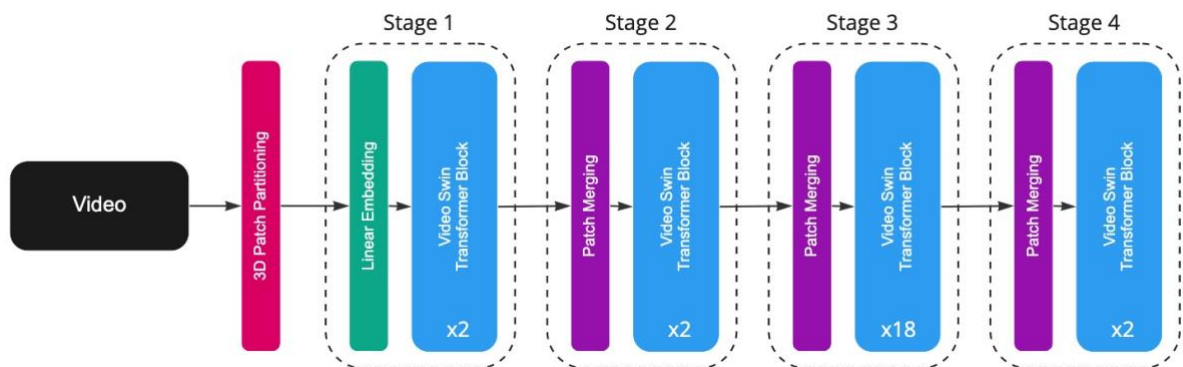 Stage 1
Stage 2
Stage 3
Stage 4
Video
3D Patch Partitioning
Linear Embedding
Video Swin
Transformer Block
x2
Patch Merging
Video Swin
Transformer Block
x2
Patch Merging
Video Swin
Transformer Block
x18
Patch Merging
Video Swin
Transformer Block
x2